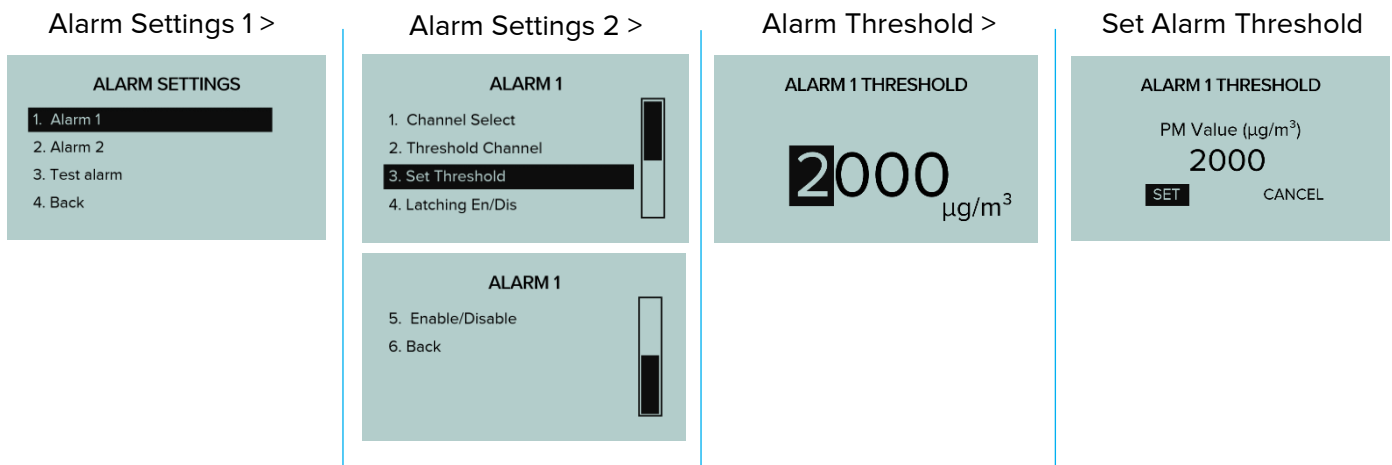 Alarm Settings 1 >
ALARM SETTINGS
1. Alarm 1
2. Alarm 2
3. Test alarm
4. Back
Alarm Settings 2 >
ALARM 1
1. Channel Select
2. Threshold Channel
3. Set Threshold
4. Latching En/Dis
ALARM 1
5. Enable/Disable
6. Back
Alarm Threshold >
ALARM 1 THRESHOLD
2000 µg/m³
Set Alarm Threshold
ALARM 1 THRESHOLD
PM Value (µg/m³)
2000
SET CANCEL